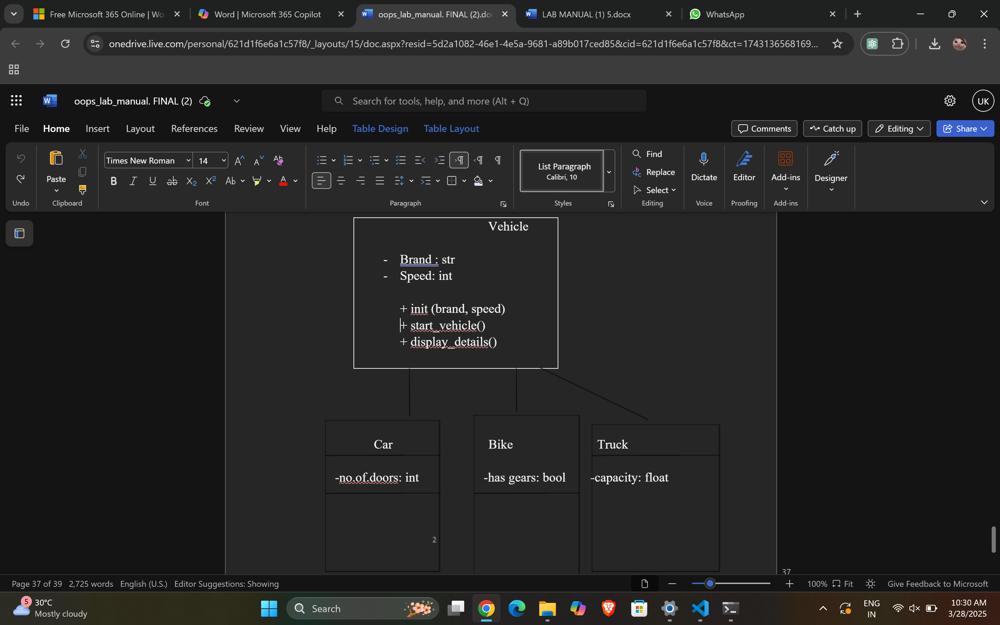 Free Microsoft 365 Online | Wo
Word | Microsoft 365 Copilot
oops_lab_manual. FINAL (2).do
LAB MANUAL (1) 5.docx
WhatsApp
onedrive.live.com/personal/621d1f6e6a1c57f8/_layouts/15/doc.aspx?resid=5d2a1082-46e1-4e5a-9681-a89b017ced85&cid=621d1f6e6a1c57f8&ct=1743136568169...
oops_lab_manual. FINAL (2)
Search for tools, help, and more (Alt + Q)
UK
File Home Insert Layout References Review View Help Table Design Table Layout
Comments Catch up Editing Share
Paste
Times New Roman 14
List Paragraph
Calibri, 10
Find
Replace
Select
Dictate
Editor
Add-ins
Designer
Undo Clipboard Font Paragraph Styles Editing Voice Proofing Add-ins
Vehicle
- Brand : str
- Speed: int
+ init (brand, speed)
+ start_vehicle()
+ display_details()
Car Bike Truck
-no.of.doors: int -has gears: bool -capacity: float
2
37
Page 37 of 39 2,725 words English (U.S.) Editor Suggestions: Showing
100% Fit Give Feedback to Microsoft
5
30°C
Mostly cloudy
Search
ENG
IN
10:30 AM
3/28/2025